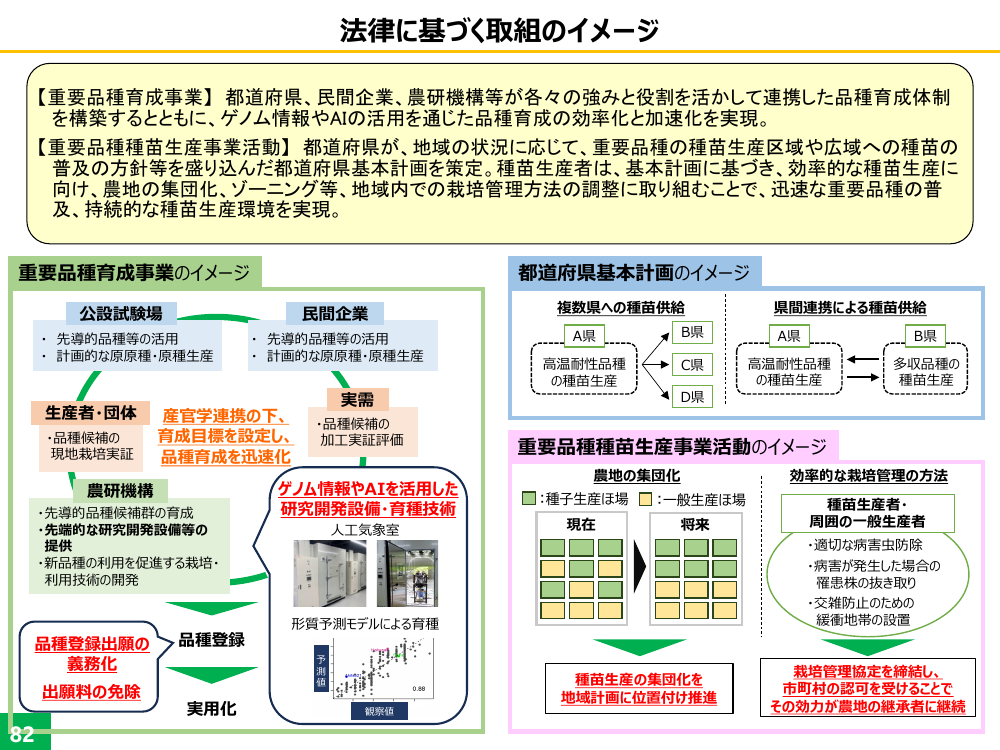 法律に基づく取組のイメージ
【重要品種育成事業】 都道府県、民間企業、農研機構等が各々の強みと役割を活かして連携した品種育成体制
を構築するとともに、ゲノム情報やAIの活用を通じた品種育成の効率化と加速化を実現。
【重要品種種苗生産事業活動】 都道府県が、地域の状況に応じて、重要品種の種苗生産区域や広域への種苗の
普及の方針等を盛り込んだ都道府県基本計画を策定。種苗生産者は、基本計画に基づき、効率的な種苗生産に
向け、農地の集団化、ゾーニング等、地域内での栽培管理方法の調整に取り組むことで、迅速な重要品種の普
及、持続的な種苗生産環境を実現。
重要品種育成事業のイメージ
公設試験場
・ 先導的品種等の活用
・ 計画的な原原種・原種生産
民間企業
・ 先導的品種等の活用
・ 計画的な原原種・原種生産
生産者・団体
・品種候補の
現地栽培実証
産官学連携の下、
育成目標を設定し、
品種育成を迅速化
実需
・品種候補の
加工実証評価
農研機構
・先導的品種候補群の育成
・先端的な研究開発設備等の
提供
・新品種の利用を促進する栽培・
利用技術の開発
ゲノム情報やAIを活用した
研究開発設備・育種技術
人工気象室
形質予測モデルによる育種
予測値
0.88
観察値
品種登録出願の
義務化
出願料の免除
品種登録
実用化
都道府県基本計画のイメージ
複数県への種苗供給
A県
高温耐性品種
の種苗生産
B県
C県
D県
県間連携による種苗供給
A県
高温耐性品種
の種苗生産
B県
多収品種の
種苗生産
重要品種種苗生産事業活動のイメージ
農地の集団化
:種子生産ほ場
:一般生産ほ場
現在
将来
種苗生産の集団化を
地域計画に位置付け推進
効率的な栽培管理の方法
種苗生産者・
周囲の一般生産者
・適切な病害虫防除
・病害が発生した場合の
罹患株の抜き取り
・交雑防止のための
緩衝地帯の設置
栽培管理協定を締結し、
市町村の認可を受けることで
その効力が農地の継承者に継続
82